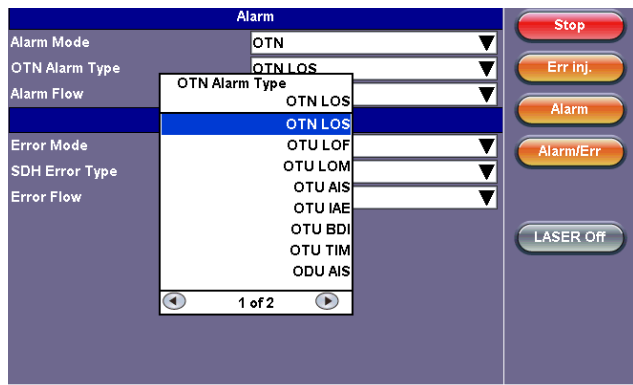 Alarm
Alarm Mode
OTN
OTN Alarm Type
OTN LOS
Alarm Flow
OTN Alarm Type
OTN LOS
OTN LOS
OTU LOF
OTU LOM
OTU AIS
OTU IAE
OTU BDI
OTU TIM
ODU AIS
1 of 2
Error Mode
SDH Error Type
Error Flow
Stop
Err inj.
Alarm
Alarm/Err
LASER Off